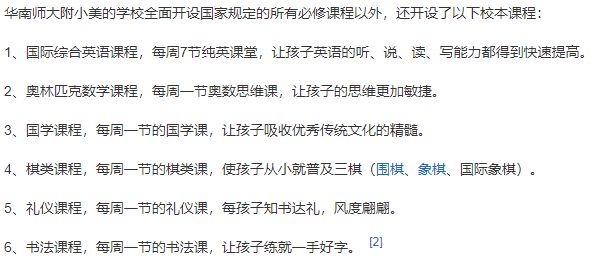 华南师大附小美的学校全面开设国家规定的所有必修课程以外，还开设了以下校本课程：
1、国际综合英语课程，每周7节纯英课堂，让孩子英语的听、说、读、写能力都得到快速提高。
2、奥林匹克数学课程，每周一节奥数思维课，让孩子的思维更加敏捷。
3、国学课程，每周一节的国学课，让孩子吸收优秀传统文化的精髓。
4、棋类课程，每周一节的棋类课，使孩子从小就普及三棋（围棋、象棋、国际象棋）。
5、礼仪课程，每周一节的礼仪课，每孩子知书达礼，风度翩翩。
6、书法课程，每周一节的书法课，让孩子练就一手好字。 [2]